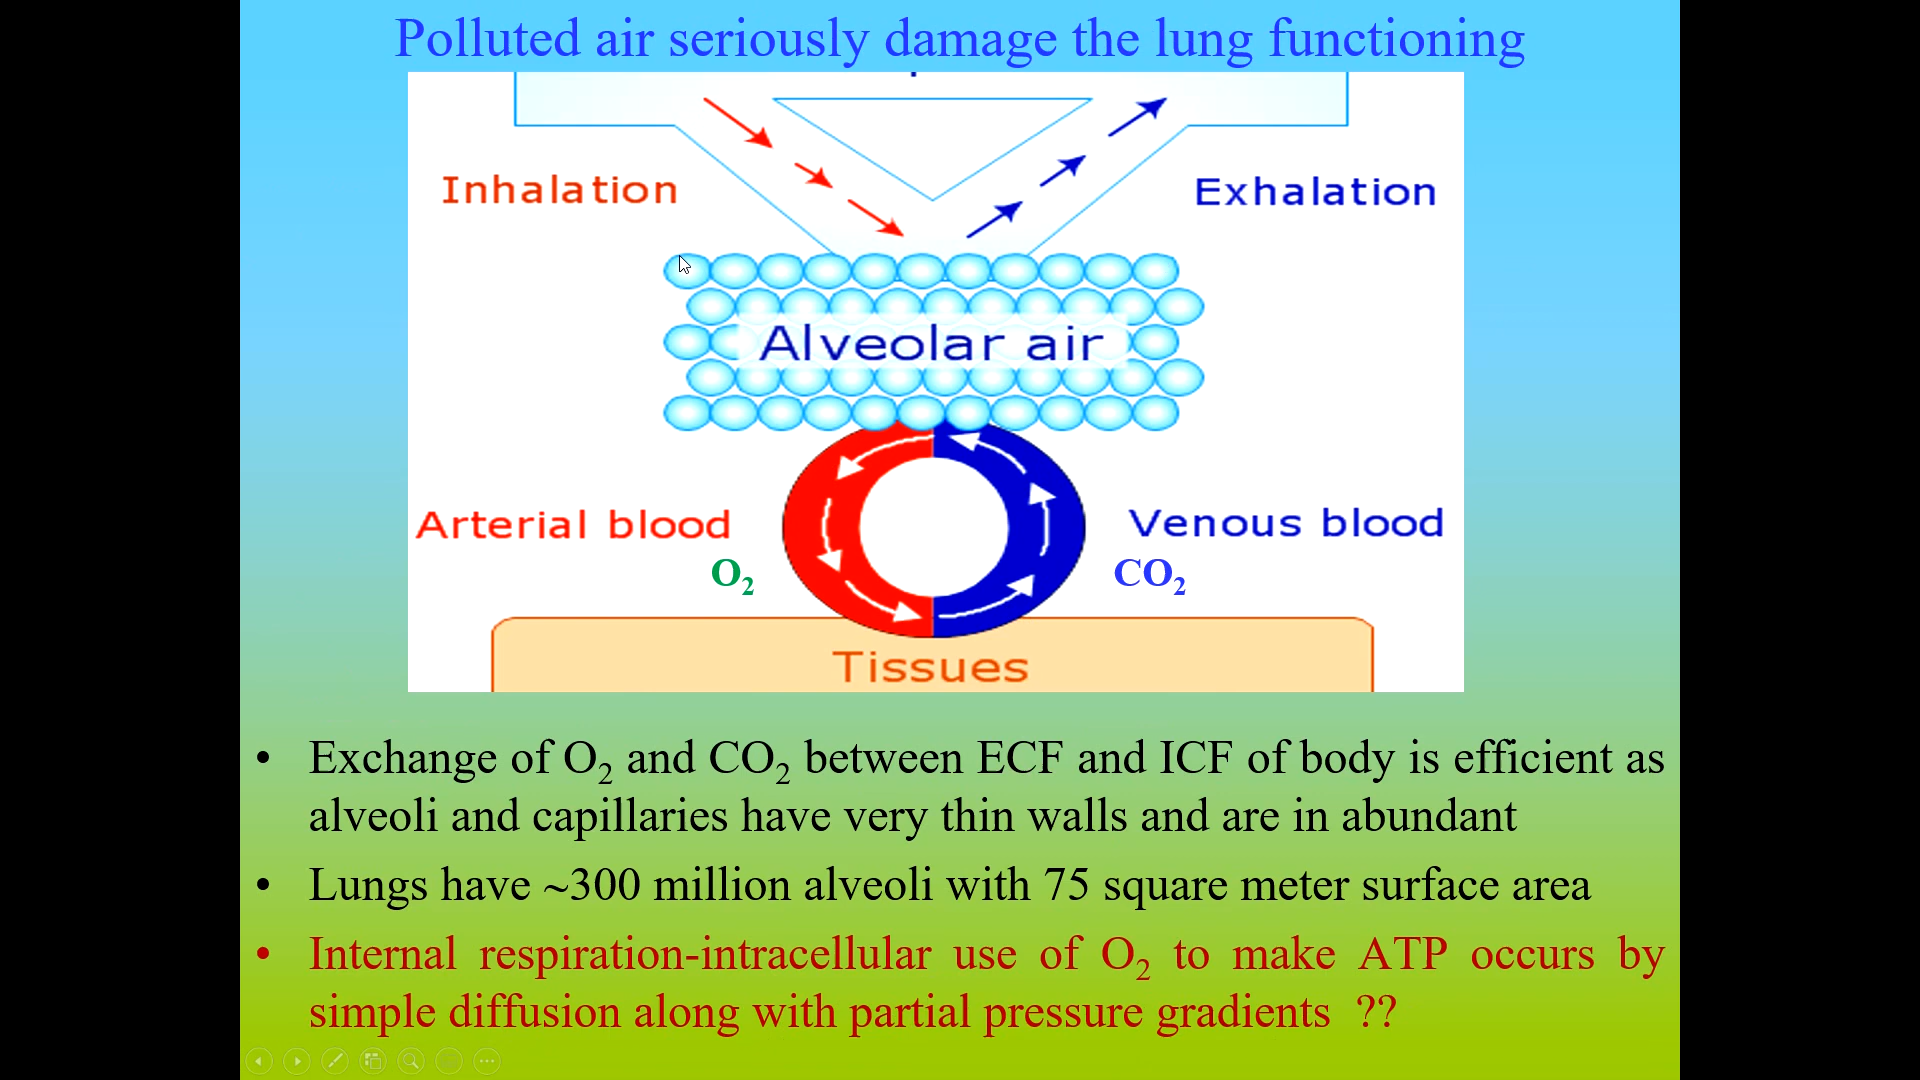 Polluted air seriously damage the lung functioning
Inhalation
Exhalation
Alveolar air
Arterial blood
Venous blood
O₂
CO₂
Tissues
• Exchange of O₂ and CO₂ between ECF and ICF of body is efficient as
alveoli and capillaries have very thin walls and are in abundant
• Lungs have ~300 million alveoli with 75 square meter surface area
• Internal respiration-intracellular use of O₂ to make ATP occurs by
simple diffusion along with partial pressure gradients ??